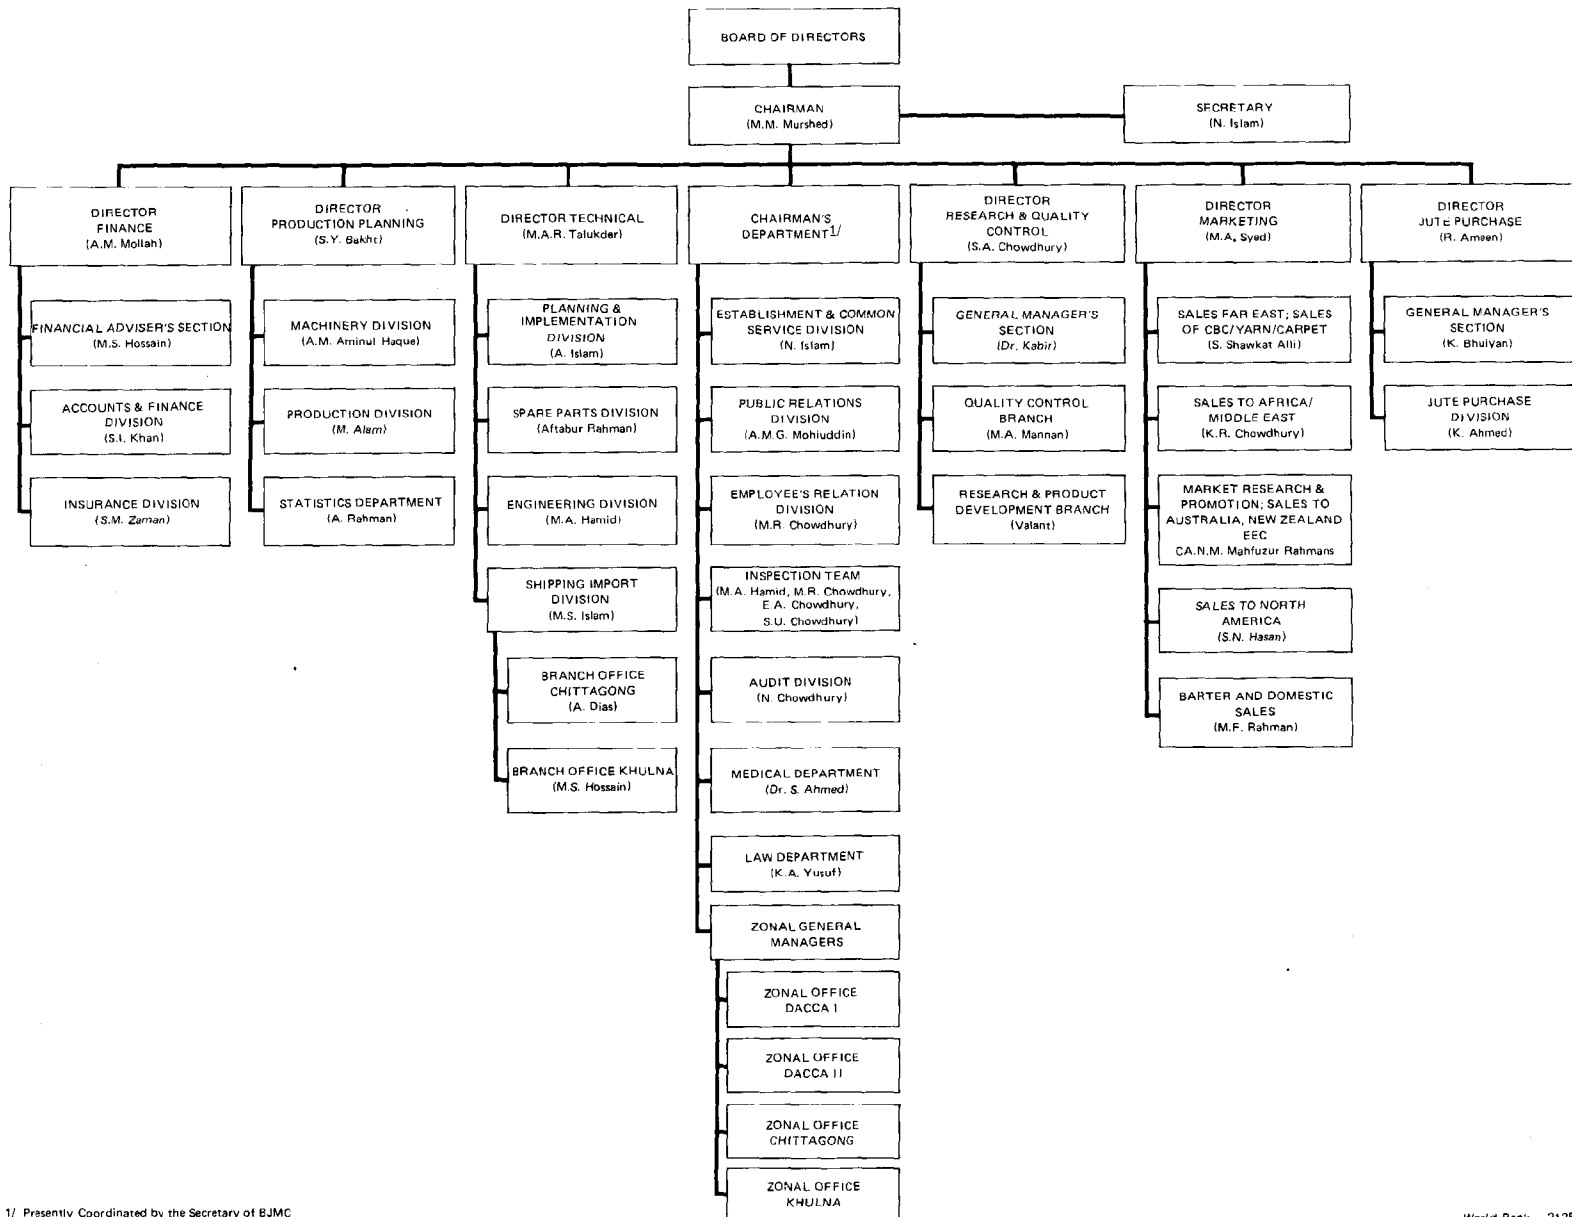 BOARD OF DIRECTORS
CHAIRMAN
(M.M. Murshed)
SECRETARY
(N. Islam)
DIRECTOR
FINANCE
(A.M. Mollah)
FINANCIAL ADVISER'S SECTION
(M.S. Hossain)
ACCOUNTS & FINANCE
DIVISION
(S.I. Khan)
INSURANCE DIVISION
(S.M. Zaman)
DIRECTOR
PRODUCTION PLANNING
(S.Y. Bakht)
MACHINERY DIVISION
(A.M. Aminul Haque)
PRODUCTION DIVISION
(M. Alam)
STATISTICS DEPARTMENT
(A. Rahman)
DIRECTOR TECHNICAL
(M.A.R. Talukder)
PLANNING &
IMPLEMENTATION
DIVISION
(A. Islam)
SPARE PARTS DIVISION
(Aftabur Rahman)
ENGINEERING DIVISION
(M.A. Hamid)
SHIPPING IMPORT
DIVISION
(M.S. Islam)
BRANCH OFFICE
CHITTAGONG
(A. Dias)
BRANCH OFFICE KHULNA
(M.S. Hossain)
CHAIRMAN'S
DEPARTMENT 1/
ESTABLISHMENT & COMMON
SERVICE DIVISION
(N. Islam)
PUBLIC RELATIONS
DIVISION
(A.M.G. Mohiuddin)
EMPLOYEE'S RELATION
DIVISION
(M.R. Chowdhury)
INSPECTION TEAM
(M.A. Hamid, M.R. Chowdhury,
E.A. Chowdhury,
S.U. Chowdhury)
AUDIT DIVISION
(N. Chowdhury)
MEDICAL DEPARTMENT
(Dr. S. Ahmed)
LAW DEPARTMENT
(K.A. Yusuf)
ZONAL GENERAL
MANAGERS
ZONAL OFFICE
DACCA I
ZONAL OFFICE
DACCA II
ZONAL OFFICE
CHITTAGONG
ZONAL OFFICE
KHULNA
DIRECTOR
RESEARCH & QUALITY
CONTROL
(S.A. Chowdhury)
GENERAL MANAGER'S
SECTION
(Dr. Kabir)
QUALITY CONTROL
BRANCH
(M.A. Mannan)
RESEARCH & PRODUCT
DEVELOPMENT BRANCH
(Valant)
DIRECTOR
MARKETING
(M.A. Syed)
SALES FAR EAST; SALES
OF CBC/YARN/CARPET
(S. Shawkat Alli)
SALES TO AFRICA/
MIDDLE EAST
(K.R. Chowdhury)
MARKET RESEARCH &
PROMOTION; SALES TO
AUSTRALIA, NEW ZEALAND
EEC
CA.N.M. Mahfuzur Rahmans
SALES TO NORTH
AMERICA
(S.N. Hasan)
BARTER AND DOMESTIC
SALES
(M.F. Rahman)
DIRECTOR
JUTE PURCHASE
(R. Ameen)
GENERAL MANAGER'S
SECTION
(K. Bhuiyan)
JUTE PURCHASE
DIVISION
(K. Ahmed)
1/ Presently Coordinated by the Secretary of BJMC
World Bank